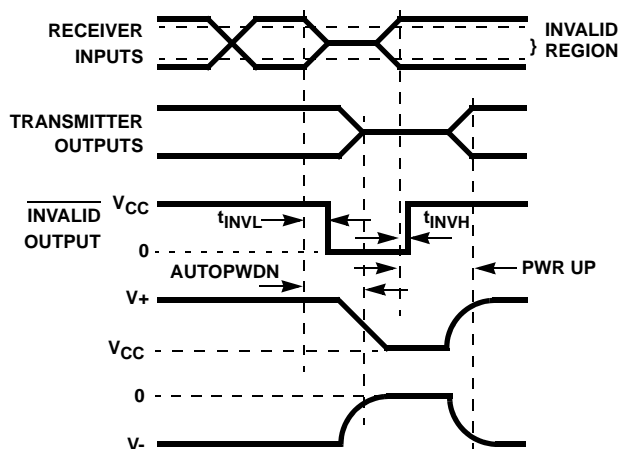 RECEIVER
INPUTS
} INVALID
REGION
TRANSMITTER
OUTPUTS
INVALID
OUTPUT
VCC
0
tINVL
tINVH
AUTOPWDN
PWR UP
V+
VCC
0
V-